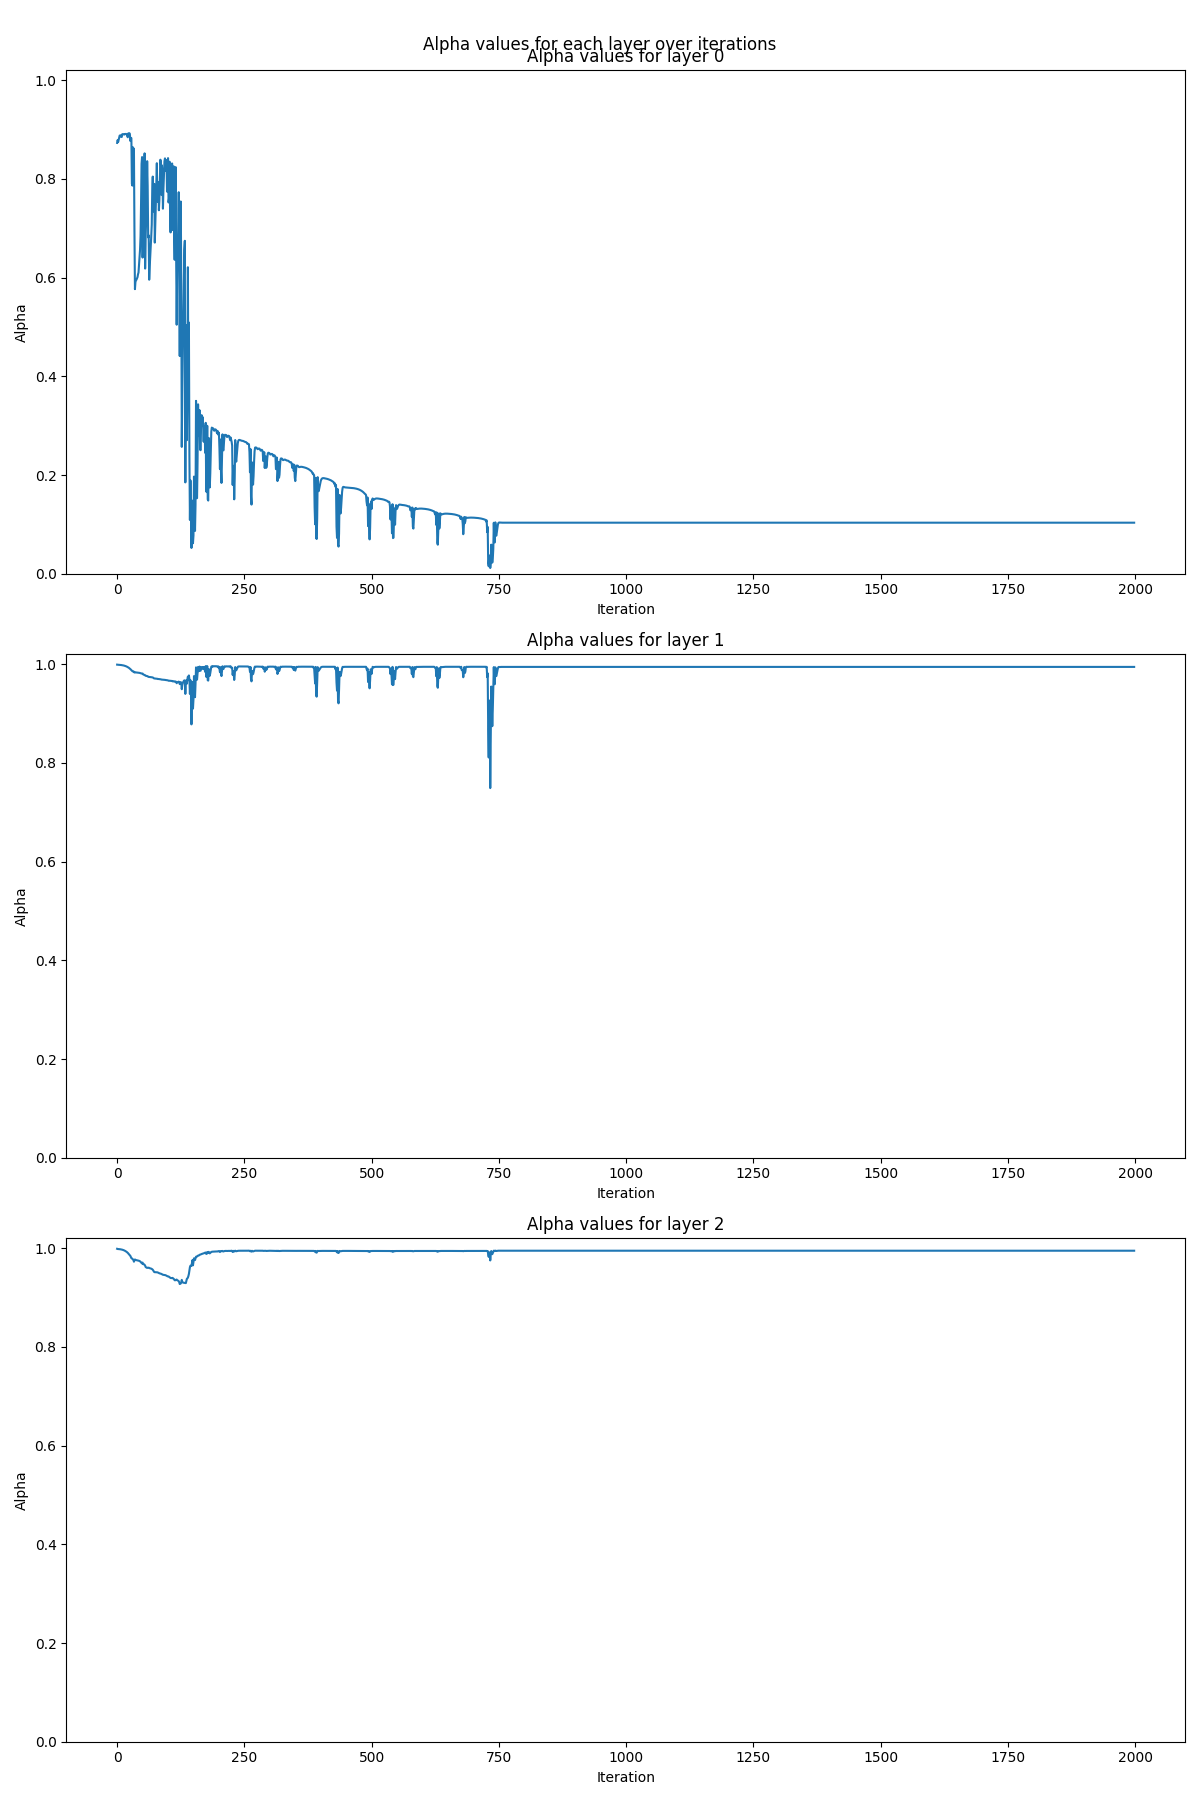 Alpha values for each layer over iterations
Alpha values for layer 0
1.0
0.8
0.6
0.4
0.2
0.0
Alpha
0 250 500 750 1000 1250 1500 1750 2000
Iteration
Alpha values for layer 1
1.0
0.8
0.6
0.4
0.2
0.0
Alpha
0 250 500 750 1000 1250 1500 1750 2000
Iteration
Alpha values for layer 2
1.0
0.8
0.6
0.4
0.2
0.0
Alpha
0 250 500 750 1000 1250 1500 1750 2000
Iteration